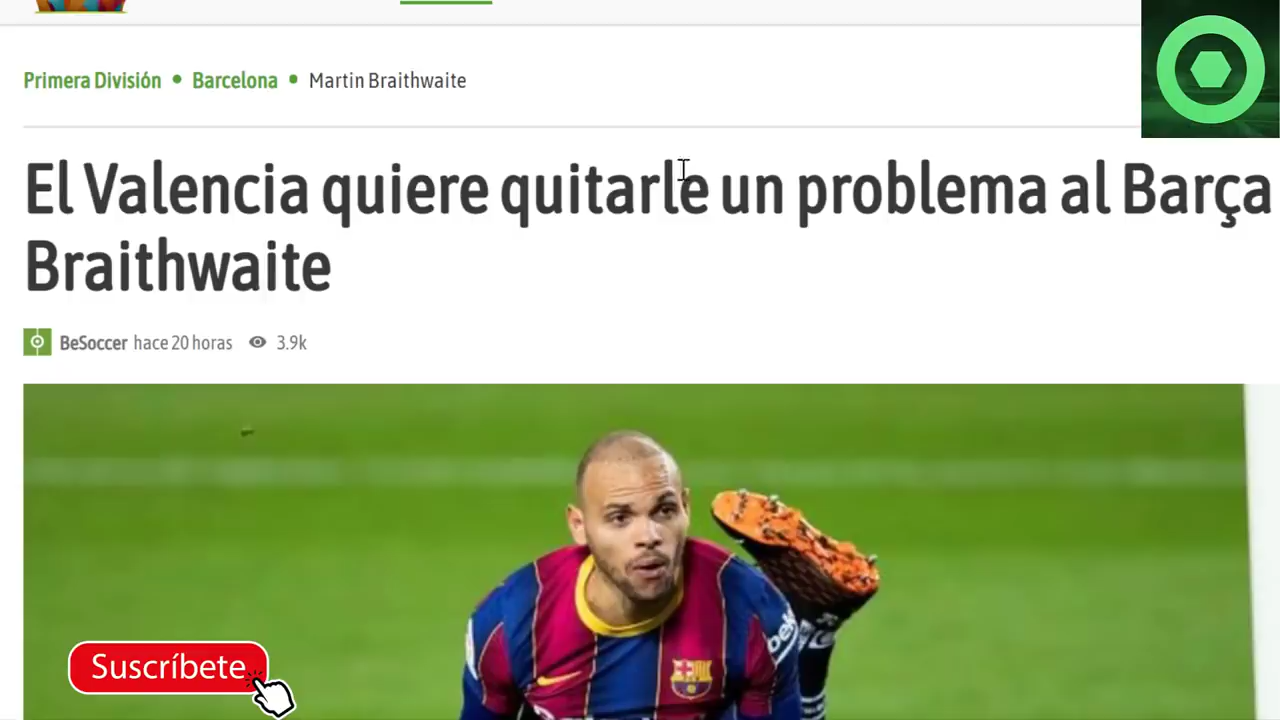 Primera División • Barcelona • Martin Braithwaite
El Valencia quiere quitarle un problema al Barça
Braithwaite
BeSoccer hace 20 horas 3.9k
beko
Suscríbete